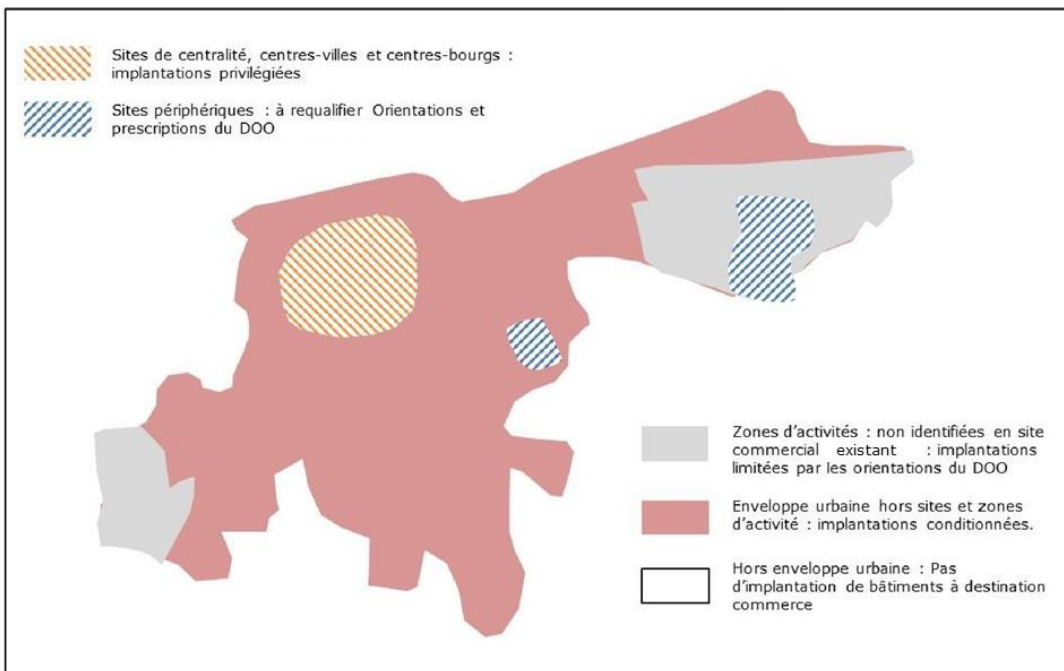 Sites de centralité, centres-villes et centres-bourgs :
implantations privilégiées
Sites périphériques : à requalifier Orientations et
prescriptions du DOO
Zones d'activités : non identifiées en site
commercial existant : implantations
limitées par les orientations du DOO
Enveloppe urbaine hors sites et zones
d'activité : implantations conditionnées.
Hors enveloppe urbaine : Pas
d'implantation de bâtiments à destination
commerce